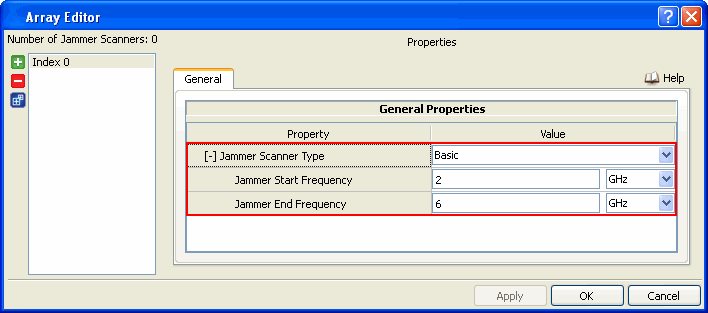 Array Editor
Number of Jammer Scanners: 0
Properties
Index 0
General
Help
General Properties
Property Value
[-] Jammer Scanner Type Basic
Jammer Start Frequency 2 GHz
Jammer End Frequency 6 GHz
Apply OK Cancel